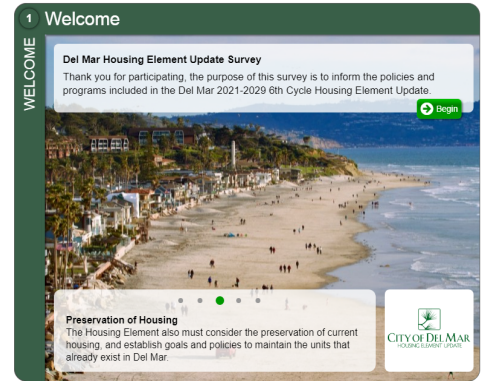 1 Welcome
WELCOME
Del Mar Housing Element Update Survey
Thank you for participating, the purpose of this survey is to inform the policies and
programs included in the Del Mar 2021-2029 6th Cycle Housing Element Update.
Begin
Preservation of Housing
The Housing Element also must consider the preservation of current
housing, and establish goals and policies to maintain the units that
already exist in Del Mar.
CITY OF DEL MAR
HOUSING ELEMENT UPDATE